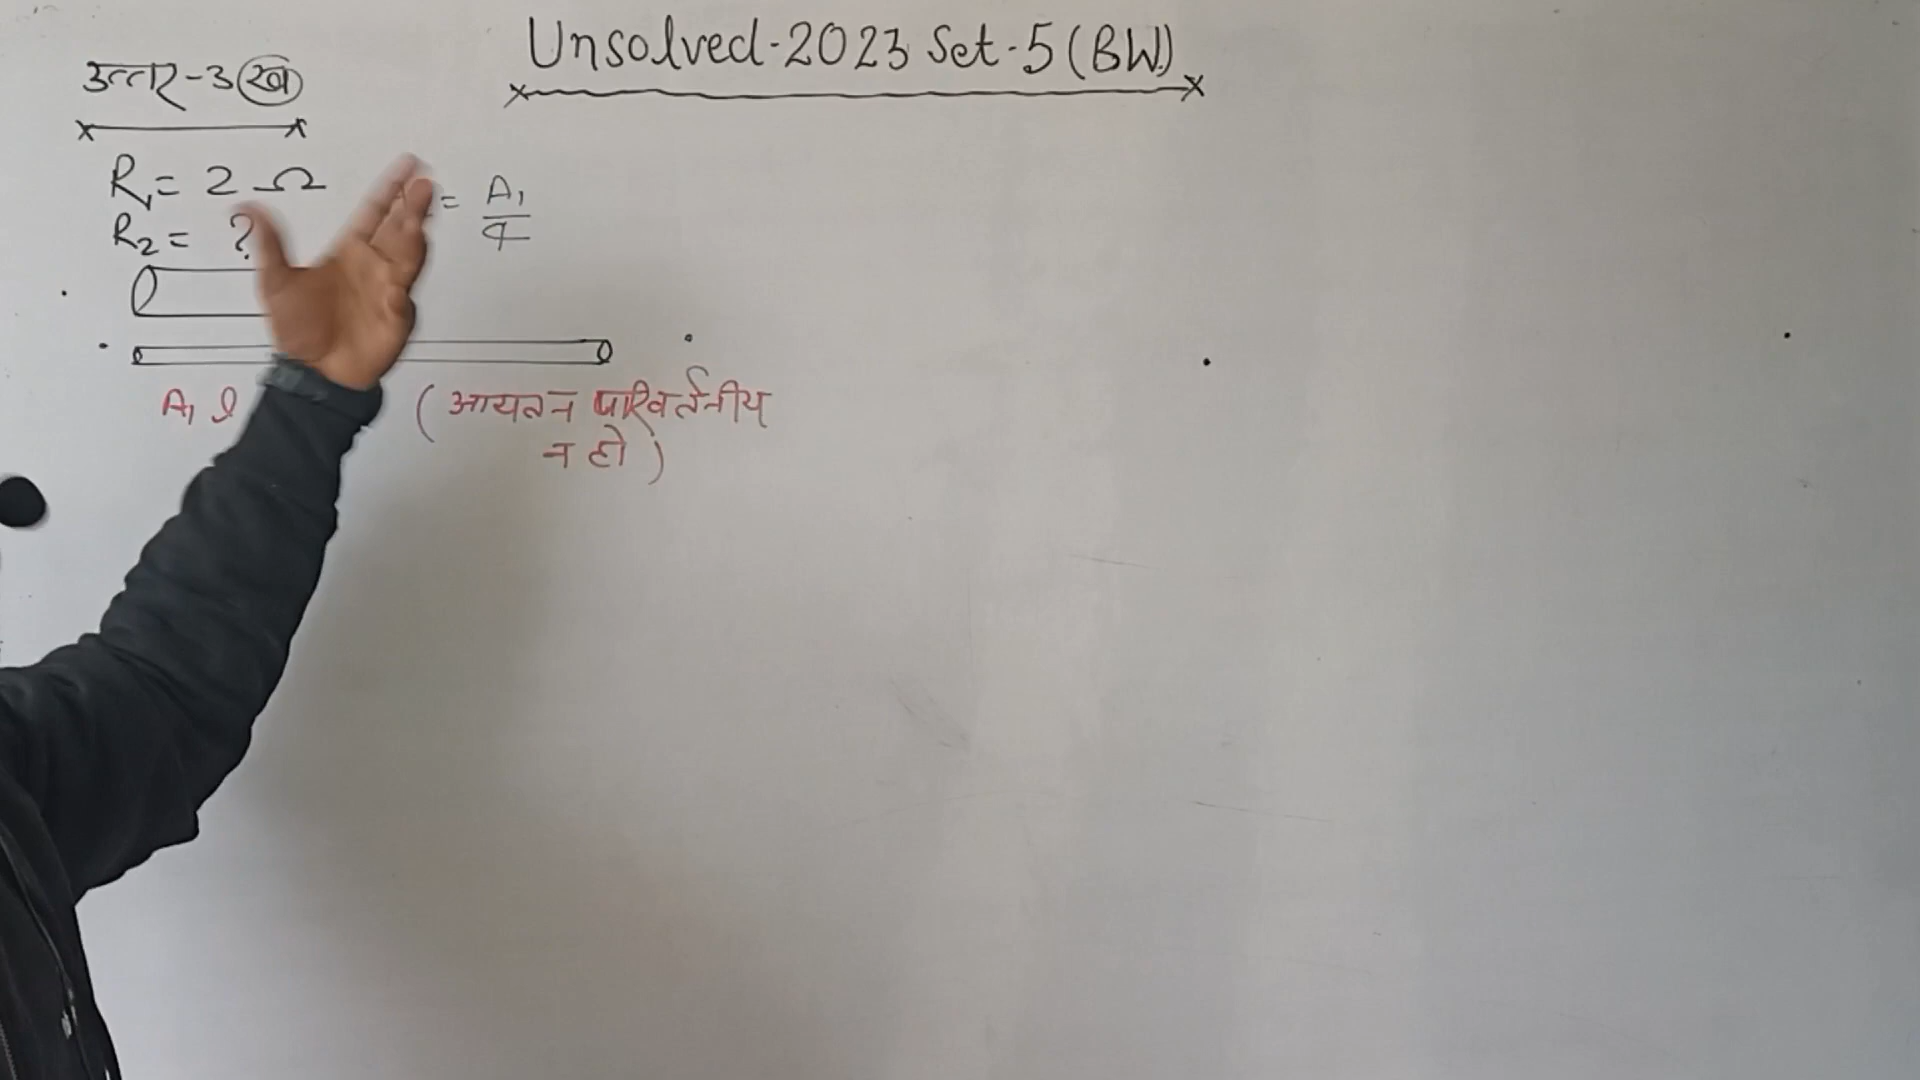 Unsolved-2023 Set-5 (BW)
उत्तर-3 (ख)
R₁ = 2 Ω
= A₁/4
R₂ = ?
A₁ l
(आयतन परिवर्तनीय
न हो)